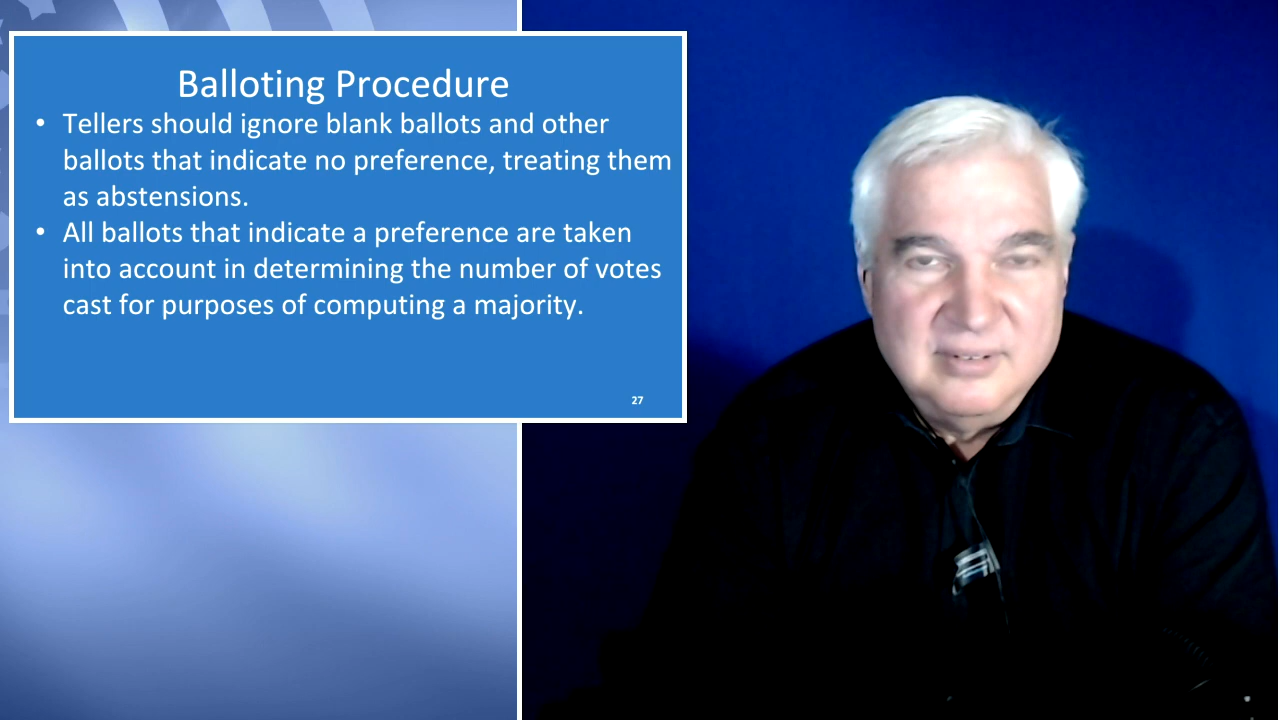 Balloting Procedure
• Tellers should ignore blank ballots and other
ballots that indicate no preference, treating them
as abstensions.
• All ballots that indicate a preference are taken
into account in determining the number of votes
cast for purposes of computing a majority.
27